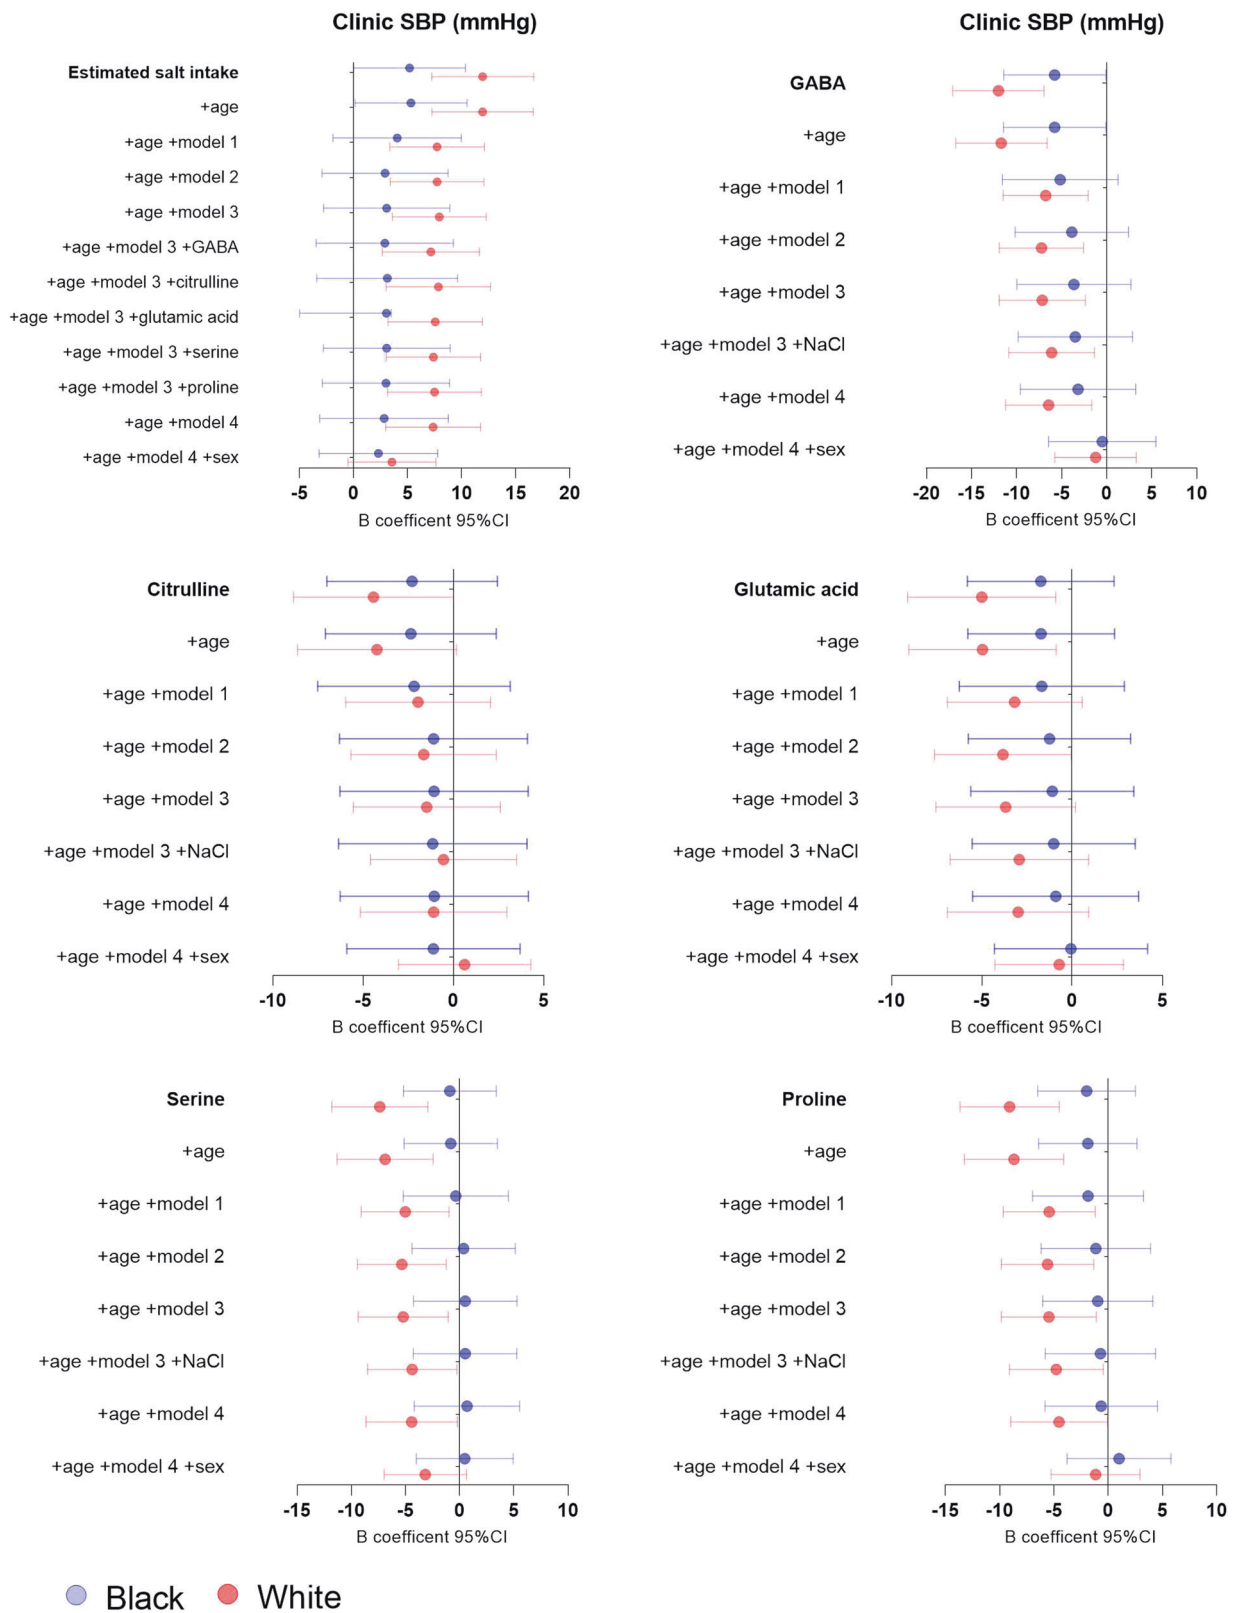 Clinic SBP (mmHg)
Estimated salt intake
+age
+age +model 1
+age +model 2
+age +model 3
+age +model 3 +GABA
+age +model 3 +citrulline
+age +model 3 +glutamic acid
+age +model 3 +serine
+age +model 3 +proline
+age +model 4
+age +model 4 +sex
-5 0 5 10 15 20
B coefficent 95%CI
Clinic SBP (mmHg)
GABA
+age
+age +model 1
+age +model 2
+age +model 3
+age +model 3 +NaCl
+age +model 4
+age +model 4 +sex
-20 -15 -10 -5 0 5 10
B coefficent 95%CI
Citrulline
+age
+age +model 1
+age +model 2
+age +model 3
+age +model 3 +NaCl
+age +model 4
+age +model 4 +sex
-10 -5 0 5
B coefficent 95%CI
Glutamic acid
+age
+age +model 1
+age +model 2
+age +model 3
+age +model 3 +NaCl
+age +model 4
+age +model 4 +sex
-10 -5 0 5
B coefficent 95%CI
Serine
+age
+age +model 1
+age +model 2
+age +model 3
+age +model 3 +NaCl
+age +model 4
+age +model 4 +sex
-15 -10 -5 0 5 10
B coefficent 95%CI
Proline
+age
+age +model 1
+age +model 2
+age +model 3
+age +model 3 +NaCl
+age +model 4
+age +model 4 +sex
-15 -10 -5 0 5 10
B coefficent 95%CI
Black White